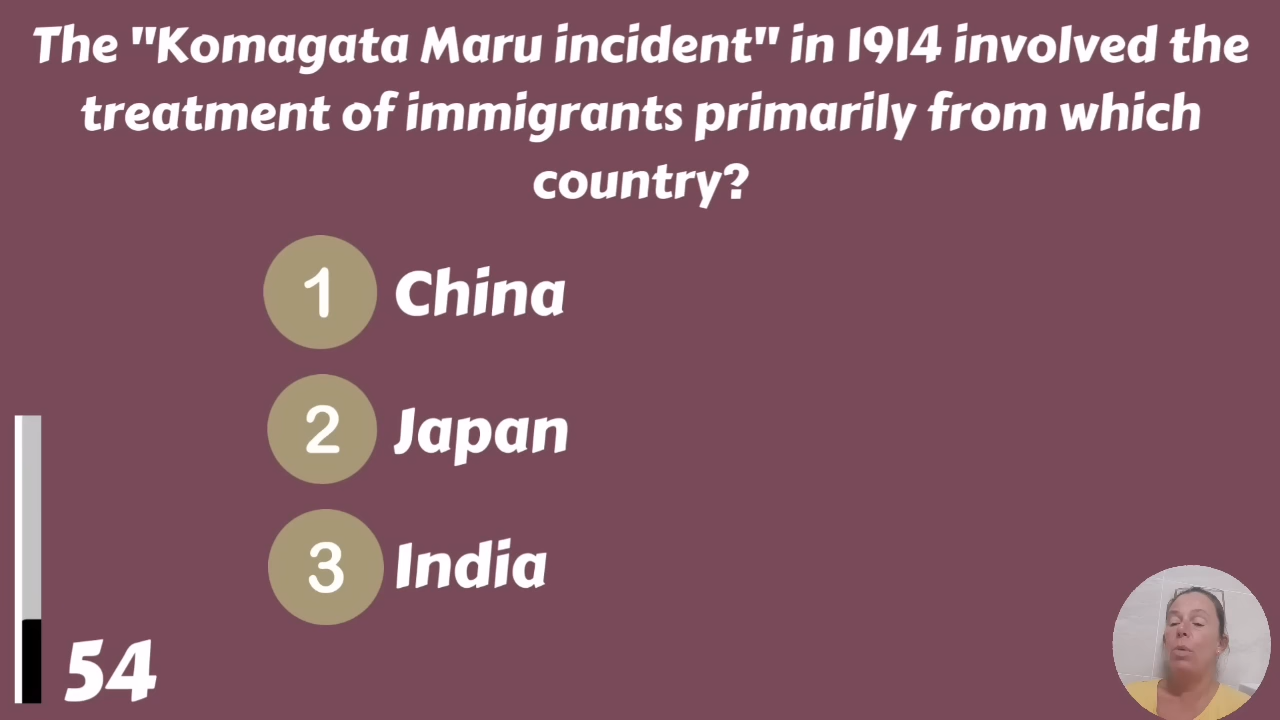 The "Komagata Maru incident" in 1914 involved the
treatment of immigrants primarily from which
country?
1 China
2 Japan
3 India
54